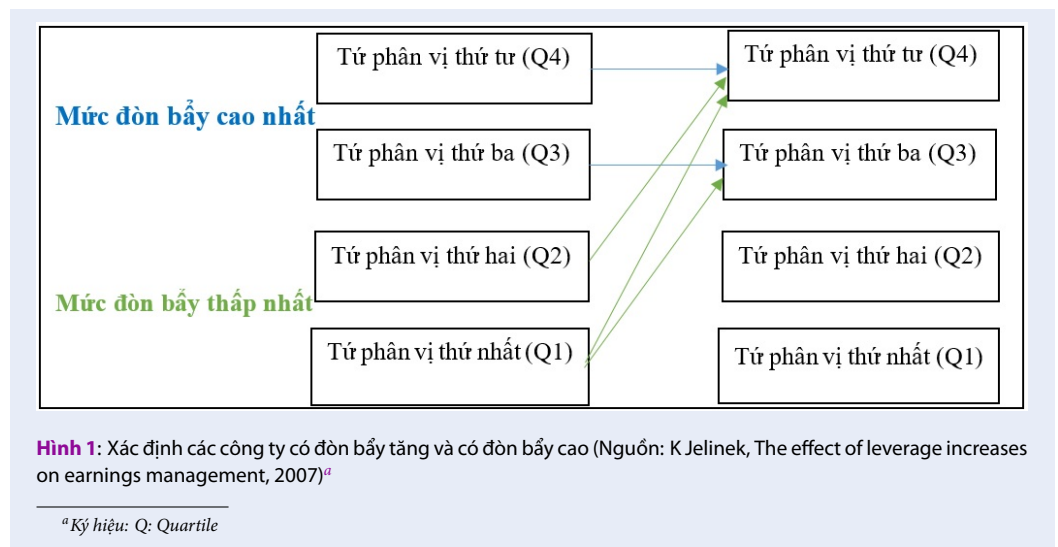 Tứ phân vị thứ tư (Q4)
Tứ phân vị thứ tư (Q4)
Mức đòn bẩy cao nhất
Tứ phân vị thứ ba (Q3)
Tứ phân vị thứ ba (Q3)
Tứ phân vị thứ hai (Q2)
Tứ phân vị thứ hai (Q2)
Mức đòn bẩy thấp nhất
Tứ phân vị thứ nhất (Q1)
Tứ phân vị thứ nhất (Q1)
Hình 1: Xác định các công ty có đòn bẩy tăng và có đòn bẩy cao (Nguồn: K Jelinek, The effect of leverage increases
on earnings management, 2007)a
a Ký hiệu: Q: Quartile